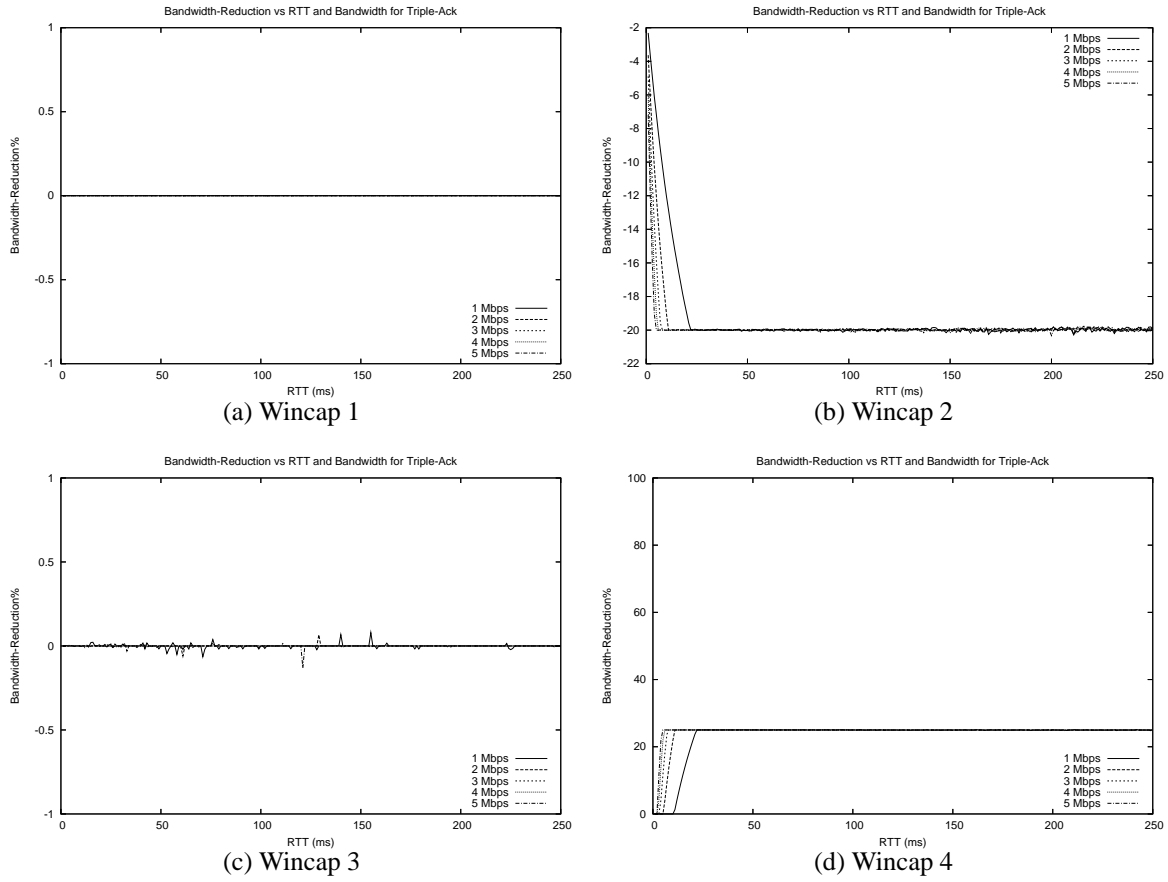 Bandwidth-Reduction vs RTT and Bandwidth for Triple-Ack
1
0.5
0
-0.5
-1
Bandwidth-Reduction%
1 Mbps
2 Mbps
3 Mbps
4 Mbps
5 Mbps
0 50 100 150 200 250
RTT (ms)
(a) Wincap 1
Bandwidth-Reduction vs RTT and Bandwidth for Triple-Ack
-2
-4
-6
-8
-10
-12
-14
-16
-18
-20
-22
Bandwidth-Reduction%
1 Mbps
2 Mbps
3 Mbps
4 Mbps
5 Mbps
0 50 100 150 200 250
RTT (ms)
(b) Wincap 2
Bandwidth-Reduction vs RTT and Bandwidth for Triple-Ack
1
0.5
0
-0.5
-1
Bandwidth-Reduction%
1 Mbps
2 Mbps
3 Mbps
4 Mbps
5 Mbps
0 50 100 150 200 250
RTT (ms)
(c) Wincap 3
Bandwidth-Reduction vs RTT and Bandwidth for Triple-Ack
100
80
60
40
20
0
Bandwidth-Reduction%
1 Mbps
2 Mbps
3 Mbps
4 Mbps
5 Mbps
0 50 100 150 200 250
RTT (ms)
(d) Wincap 4